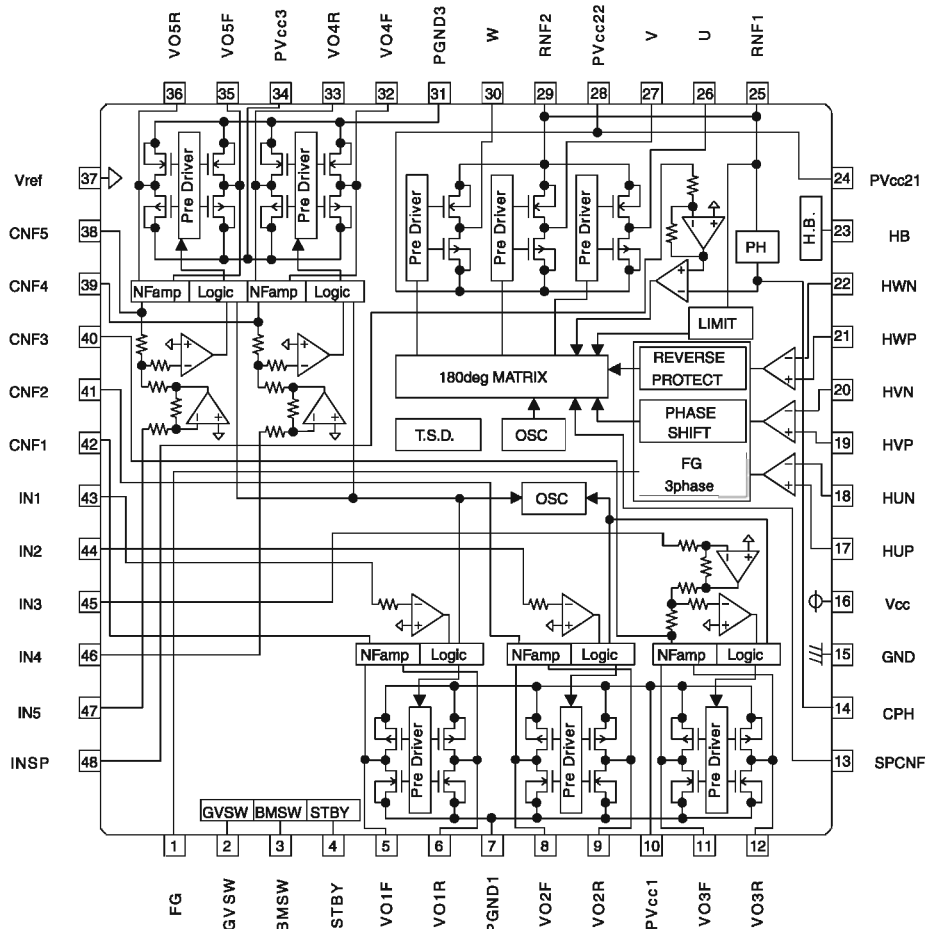 VO5R VO5F PVcc3 VO4R VO4F PGND3 W RNF2 PVcc22 V U RNF1
36 35 34 33 32 31 30 29 28 27 26 25
Vref 37
CNF5 38
CNF4 39
CNF3 40
CNF2 41
CNF1 42
IN1 43
IN2 44
IN3 45
IN4 46
IN5 47
INSP 48
Pre Driver
Pre Driver
Pre Driver
Pre Driver
Pre Driver
NFamp Logic NFamp Logic
PH
H.B.
LIMIT
180deg MATRIX
REVERSE
PROTECT
PHASE
SHIFT
FG
3phase
T.S.D.
OSC
OSC
− +
− +
− +
− +
− +
− +
− +
− +
− +
− +
− +
− +
− +
NFamp Logic
NFamp Logic
NFamp Logic
Pre Driver
Pre Driver
Pre Driver
GVSW BMSW STBY
24 PVcc21
23 HB
22 HWN
21 HWP
20 HVN
19 HVP
18 HUN
17 HUP
16 Vcc
15 GND
14 CPH
13 SPCNF
1 2 3 4 5 6 7 8 9 10 11 12
FG GVSW BMSW STBY VO1F VO1R PGND1 VO2F VO2R PVcc1 VO3F VO3R